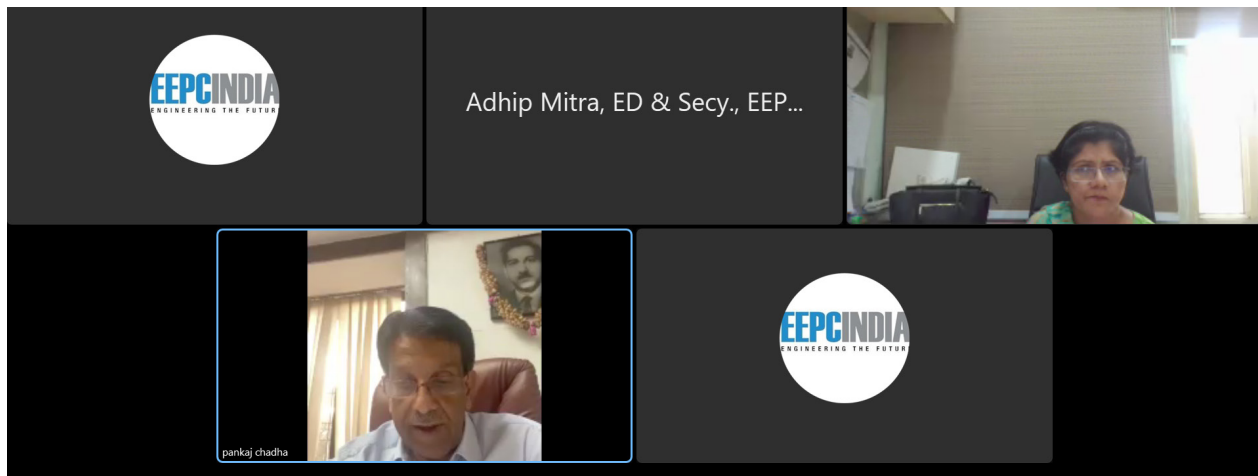 EEPCINDIA
ENGINEERING THE FUTUR
Adhip Mitra, ED & Secy., EEP...
pankaj chadha
EEPCINDIA
ENGINEERING THE FUTUR